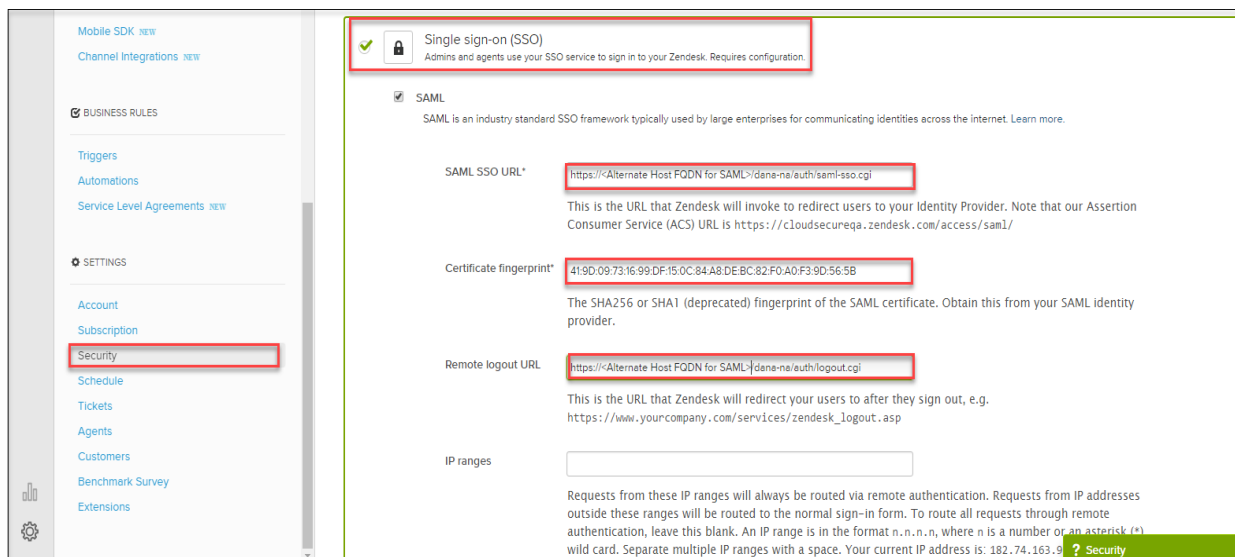 Mobile SDK NEW
Channel Integrations NEW
BUSINESS RULES
Triggers
Automations
Service Level Agreements NEW
SETTINGS
Account
Subscription
Security
Schedule
Tickets
Agents
Customers
Benchmark Survey
Extensions
Single sign-on (SSO)
Admins and agents use your SSO service to sign in to your Zendesk. Requires configuration.
SAML
SAML is an industry standard SSO framework typically used by large enterprises for communicating identities across the internet. Learn more.
SAML SSO URL*
https://<Alternate Host FQDN for SAML>/dana-na/auth/saml-sso.cgi
This is the URL that Zendesk will invoke to redirect users to your Identity Provider. Note that our Assertion
Consumer Service (ACS) URL is https://cloudsecureqa.zendesk.com/access/saml/
Certificate fingerprint*
41:9D:09:73:16:99:DF:15:0C:84:A8:DE:BC:82:F0:A0:F3:9D:56:5B
The SHA256 or SHA1 (deprecated) fingerprint of the SAML certificate. Obtain this from your SAML identity
provider.
Remote logout URL
https://<Alternate Host FQDN for SAML>/dana-na/auth/logout.cgi
This is the URL that Zendesk will redirect your users to after they sign out, e.g.
https://www.yourcompany.com/services/zendesk_logout.asp
IP ranges
Requests from these IP ranges will always be routed via remote authentication. Requests from IP addresses
outside these ranges will be routed to the normal sign-in form. To route all requests through remote
authentication, leave this blank. An IP range is in the format n.n.n.n, where n is a number or an asterisk (*)
wild card. Separate multiple IP ranges with a space. Your current IP address is: 182.74.163.9
? Security